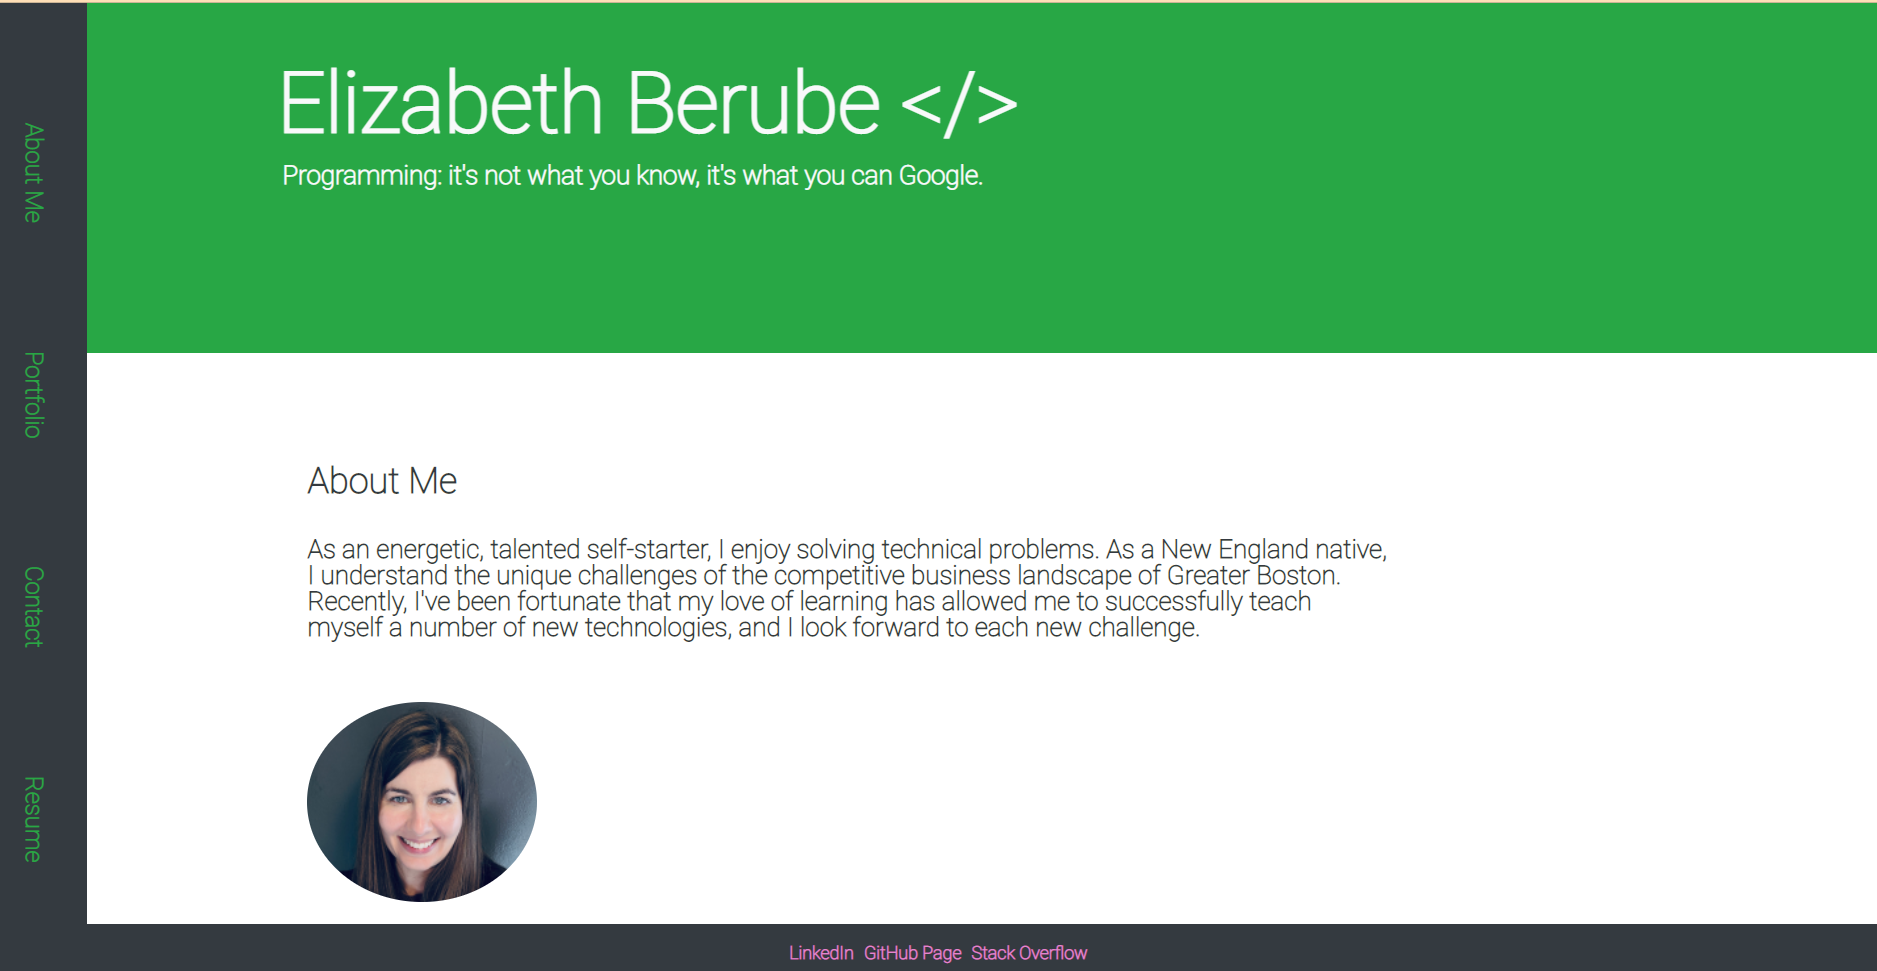 About Me
Portfolio
Contact
Resume
Elizabeth Berube </>
Programming: it's not what you know, it's what you can Google.
About Me
As an energetic, talented self-starter, I enjoy solving technical problems. As a New England native,
I understand the unique challenges of the competitive business landscape of Greater Boston.
Recently, I've been fortunate that my love of learning has allowed me to successfully teach
myself a number of new technologies, and I look forward to each new challenge.
LinkedIn GitHub Page Stack Overflow